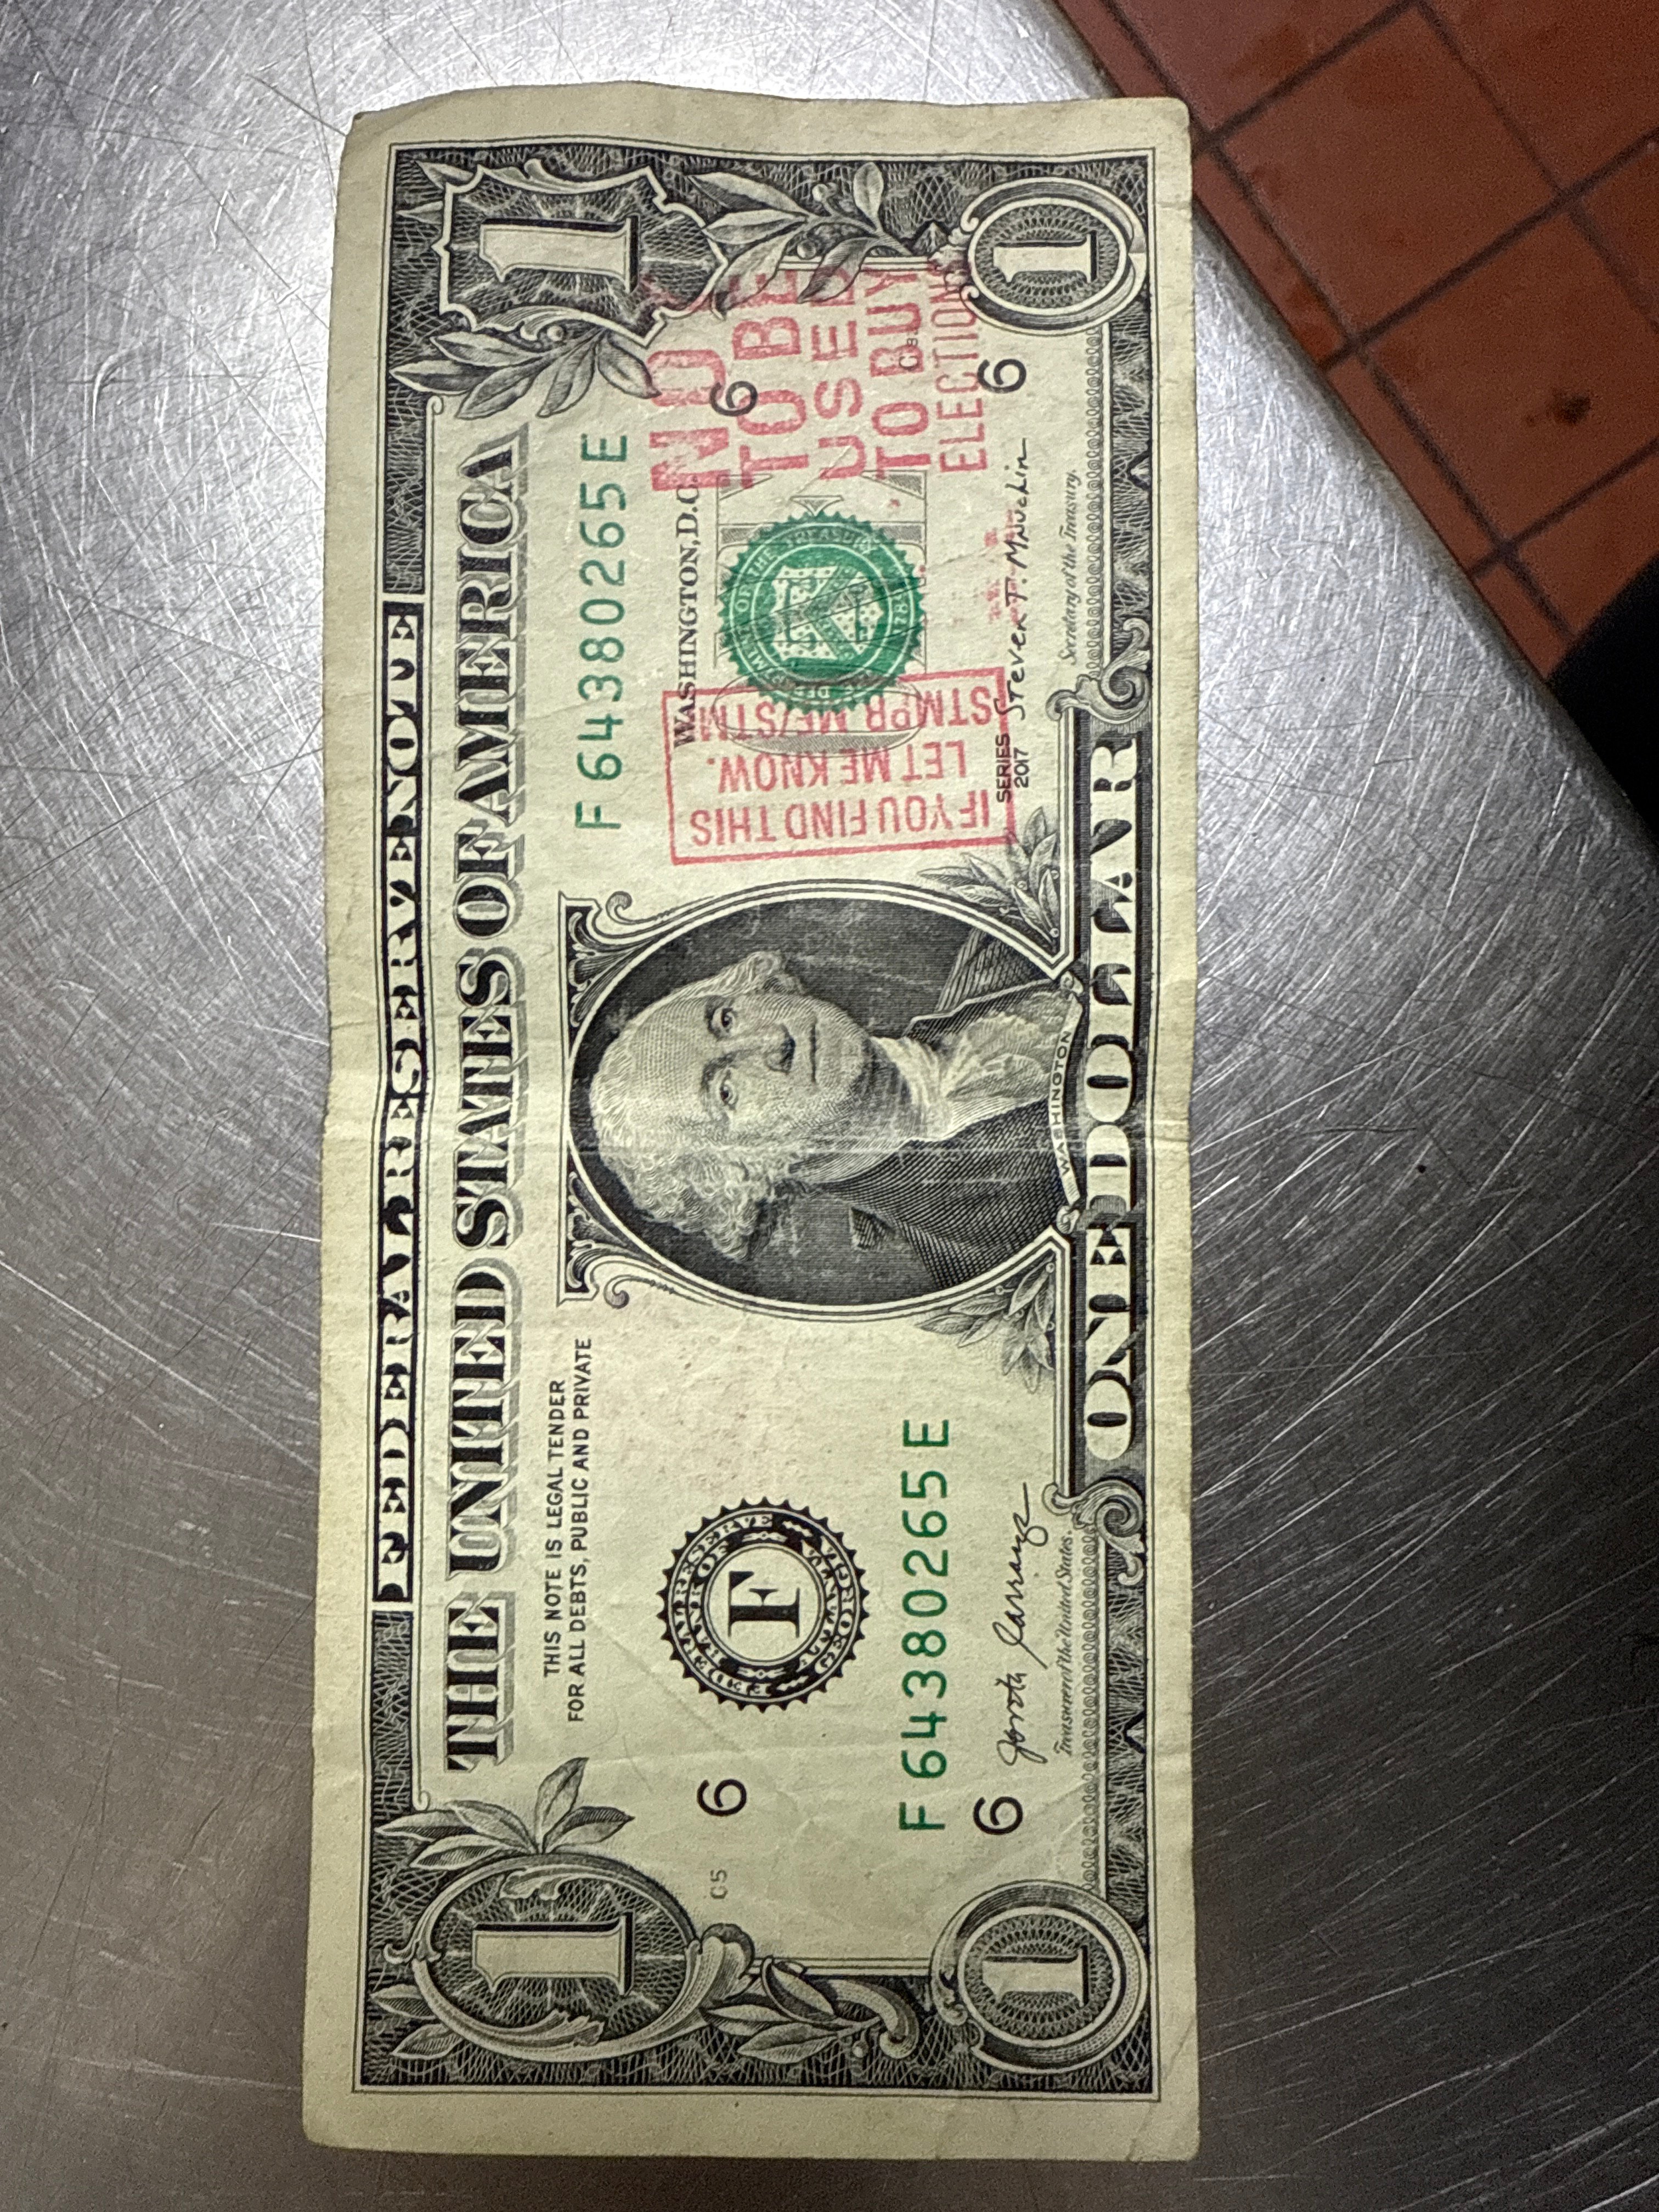 FEDERAL RESERVE NOTE
THE UNITED STATES OF AMERICA
THIS NOTE IS LEGAL TENDER
FOR ALL DEBTS, PUBLIC AND PRIVATE
F 64380265 E
WASHINGTON, D.C.
1
1
6
6
C5
F
F 64380265 E
6
6
NOT
TO BE
USED
TO BUY
ELECTIONS
IF YOU FIND THIS
LET ME KNOW.
STMPR.ME/STM
SERIES
2017
Steven T. Mnuchin
Secretary of the Treasury.
Treasurer of the United States.
WASHINGTON
1
ONE DOLLAR
1